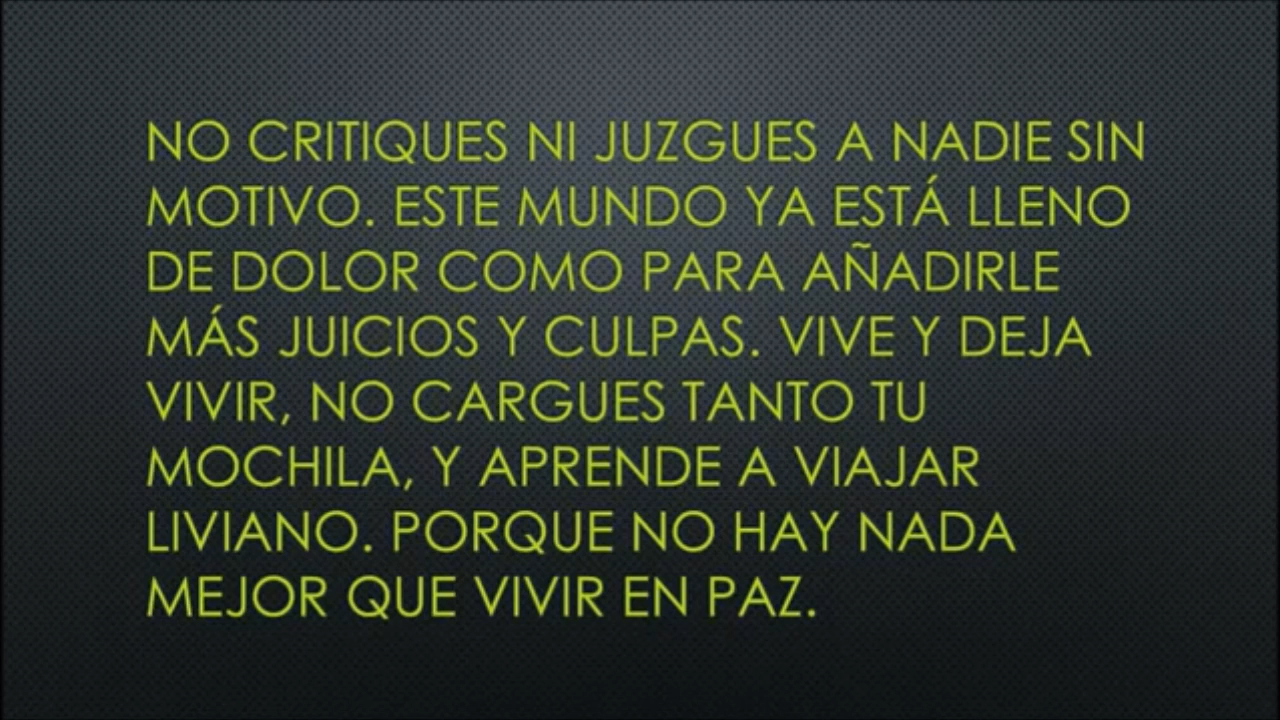 NO CRITIQUES NI JUZGUES A NADIE SIN
MOTIVO. ESTE MUNDO YA ESTÁ LLENO
DE DOLOR COMO PARA AÑADIRLE
MÁS JUICIOS Y CULPAS. VIVE Y DEJA
VIVIR, NO CARGUES TANTO TU
MOCHILA, Y APRENDE A VIAJAR
LIVIANO. PORQUE NO HAY NADA
MEJOR QUE VIVIR EN PAZ.